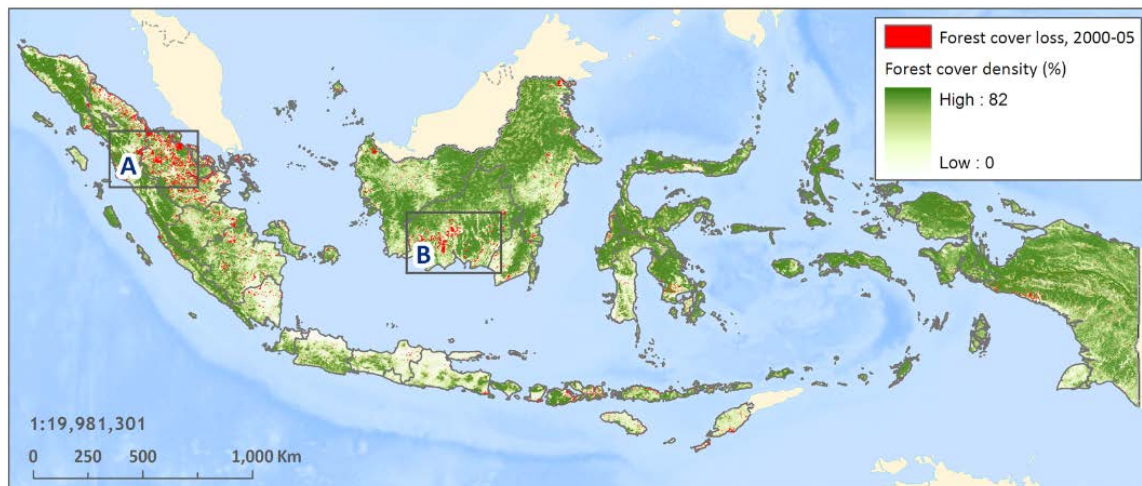 Forest cover loss, 2000-05
Forest cover density (%)
High : 82
Low : 0
A
B
1:19,981,301
0 250 500 1,000 Km